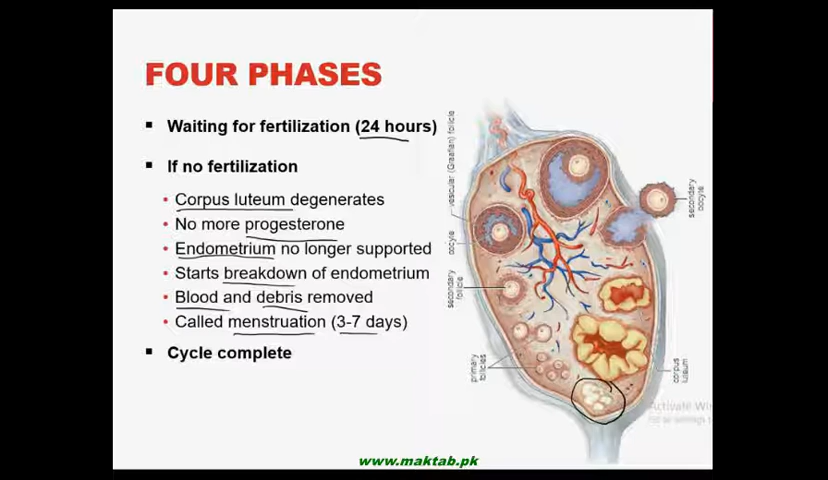 FOUR PHASES
▪ Waiting for fertilization (24 hours)
▪ If no fertilization
• Corpus luteum degenerates
• No more progesterone
• Endometrium no longer supported
• Starts breakdown of endometrium
• Blood and debris removed
• Called menstruation (3-7 days)
▪ Cycle complete
vesicular (Graafian) follicle
oocyte
secondary
follicle
primary
follicles
secondary
oocyte
corpus
luteum
Activate Win
www.maktab.pk